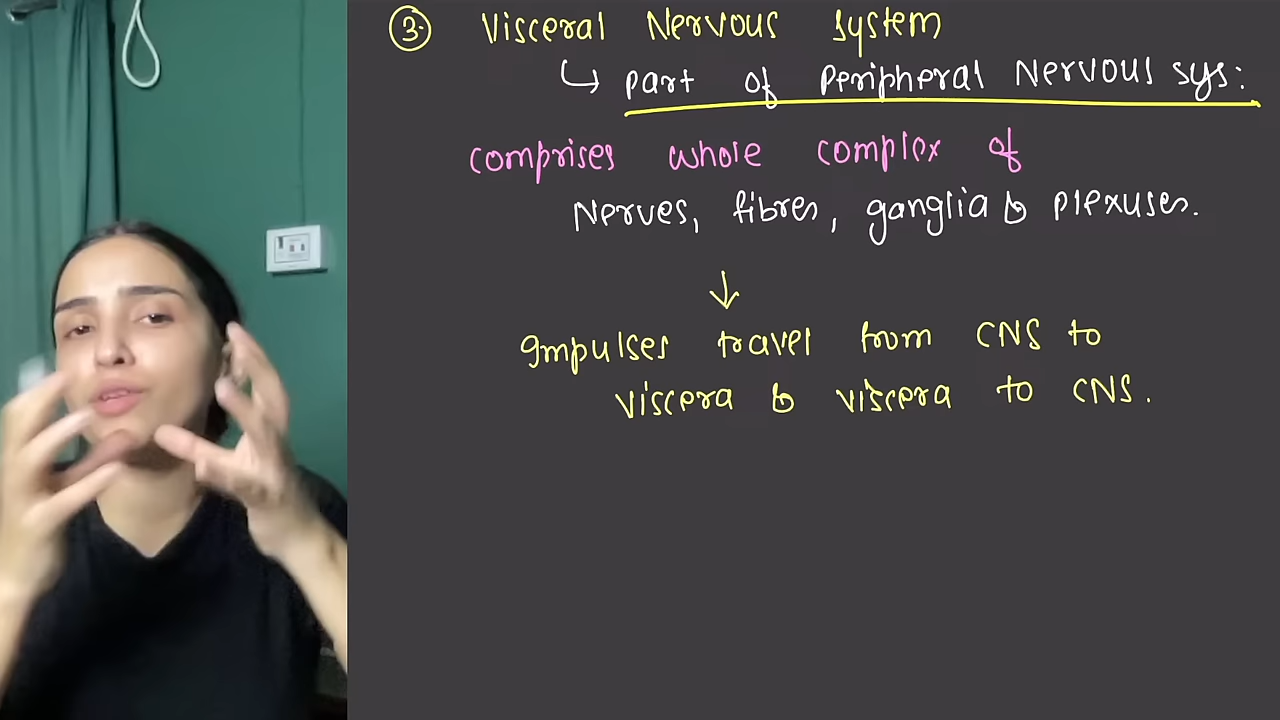 3. Visceral Nervous System
↳ part of Peripheral Nervous sys:
comprises whole complex of
Nerves, fibres, ganglia & plexuses.
↓
Impulses travel from CNS to
viscera & viscera to CNS.